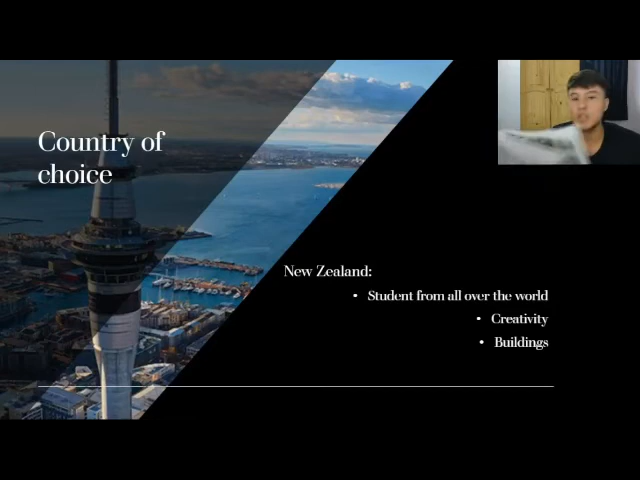 Country of
choice
New Zealand:
• Student from all over the world
• Creativity
• Buildings